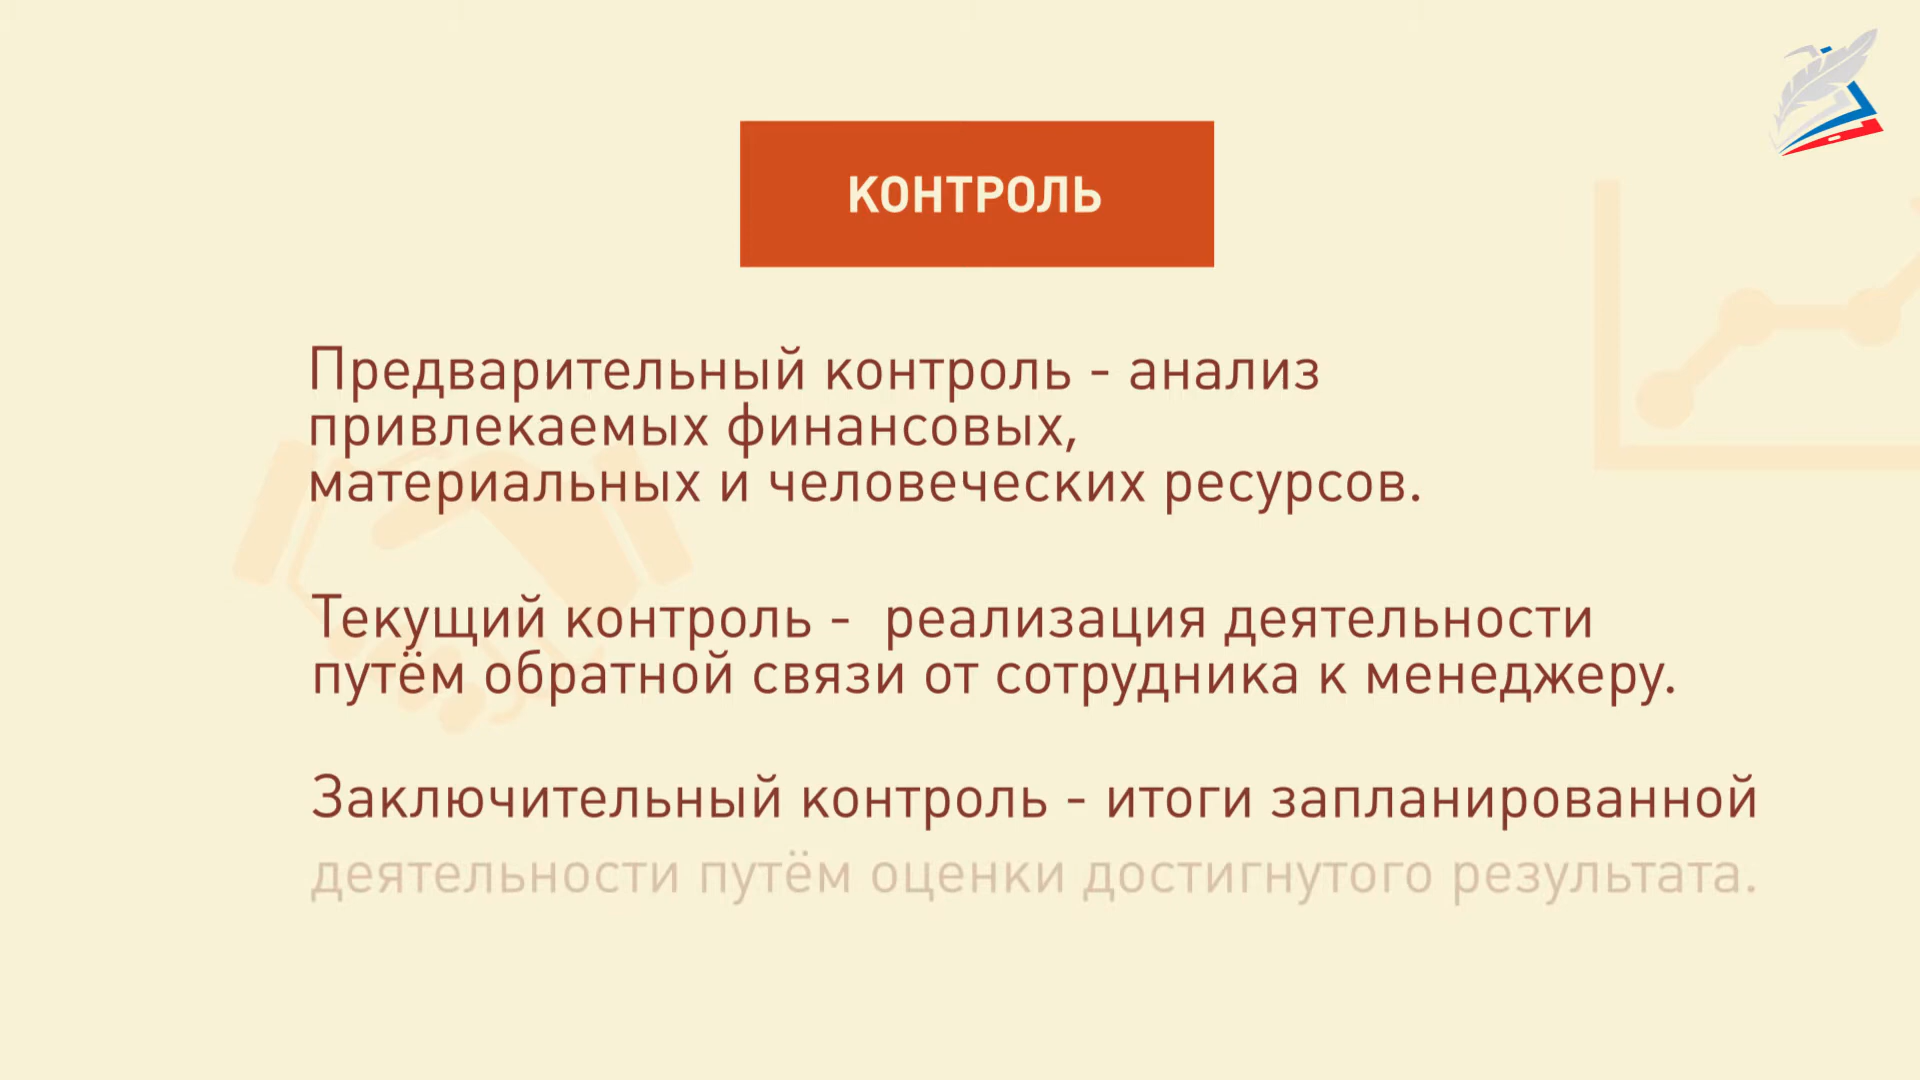 КОНТРОЛЬ
Предварительный контроль - анализ
привлекаемых финансовых,
материальных и человеческих ресурсов.
Текущий контроль - реализация деятельности
путём обратной связи от сотрудника к менеджеру.
Заключительный контроль - итоги запланированной
деятельности путём оценки достигнутого результата.